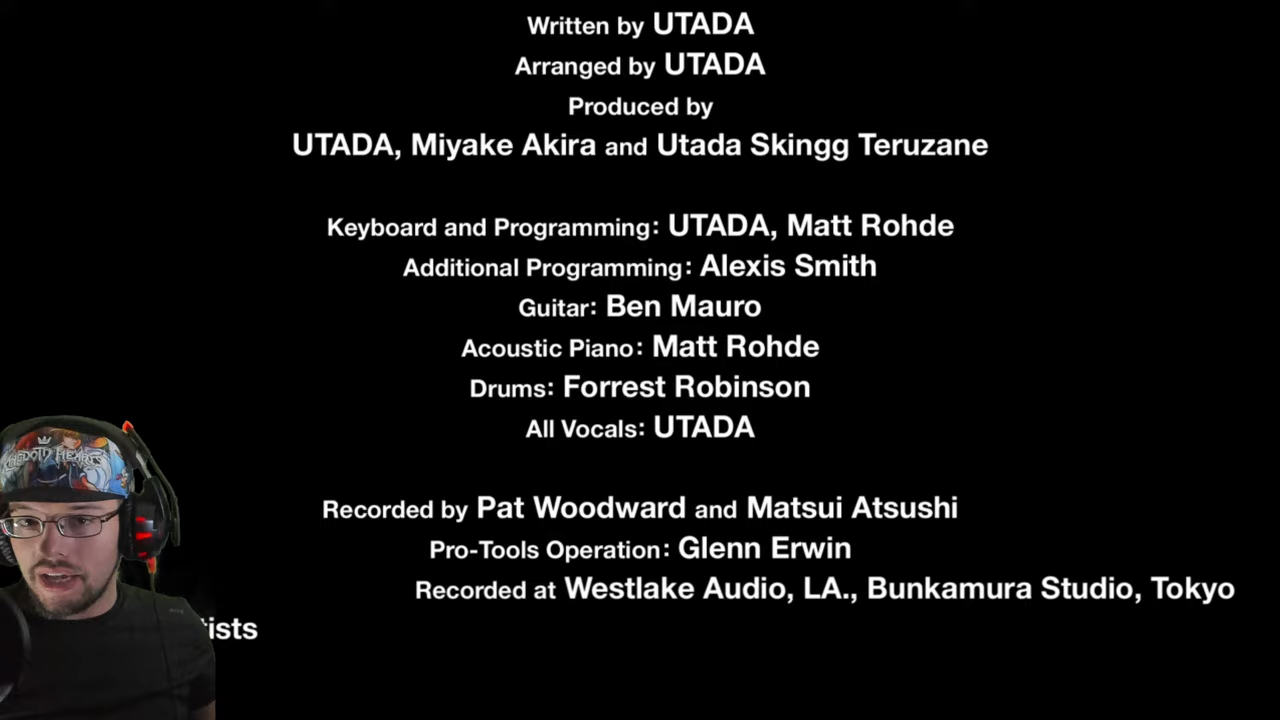 Written by UTADA
Arranged by UTADA
Produced by
UTADA, Miyake Akira and Utada Skingg Teruzane
Keyboard and Programming: UTADA, Matt Rohde
Additional Programming: Alexis Smith
Guitar: Ben Mauro
Acoustic Piano: Matt Rohde
Drums: Forrest Robinson
All Vocals: UTADA
KINGDOM HEARTS
Recorded by Pat Woodward and Matsui Atsushi
Pro-Tools Operation: Glenn Erwin
Recorded at Westlake Audio, LA., Bunkamura Studio, Tokyo
tists